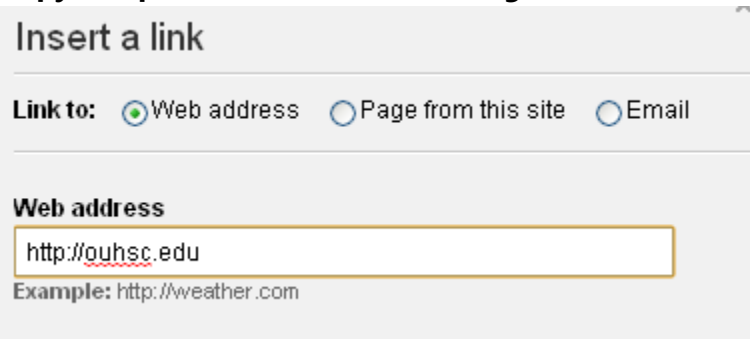 Insert a link
Link to: Web address Page from this site Email
Web address
http://ouhsc.edu
Example: http://weather.com